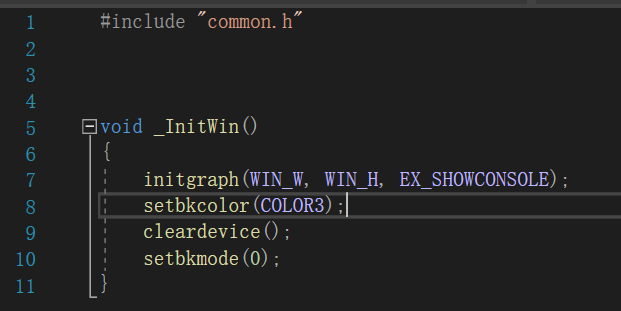 1 #include "common.h"
2
3
4
5 void _InitWin()
6 {
7 initgraph(WIN_W, WIN_H, EX_SHOWCONSOLE);
8 setbkcolor(COLOR3);
9 cleardevice();
10 setbkmode(0);
11 }